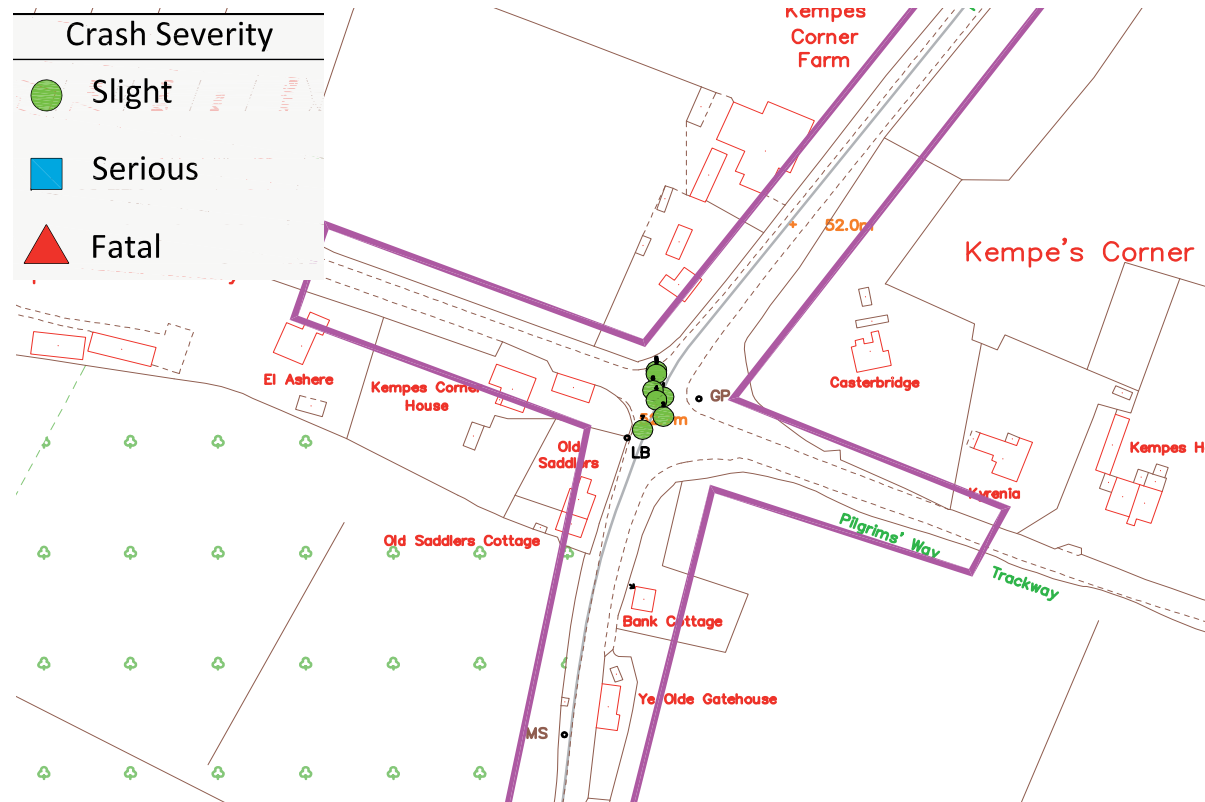 Crash Severity
Slight
Serious
Fatal
Kempes
Corner
Farm
52.0m
Kempe's Corner
El Ashere
Kempes Corner
House
Casterbridge
GP
m
LB
Old
Saddlers
Kempes H
Kyrenia
Old Saddlers Cottage
Pilgrims' Way
Trackway
Bank Cottage
Ye Olde Gatehouse
MS